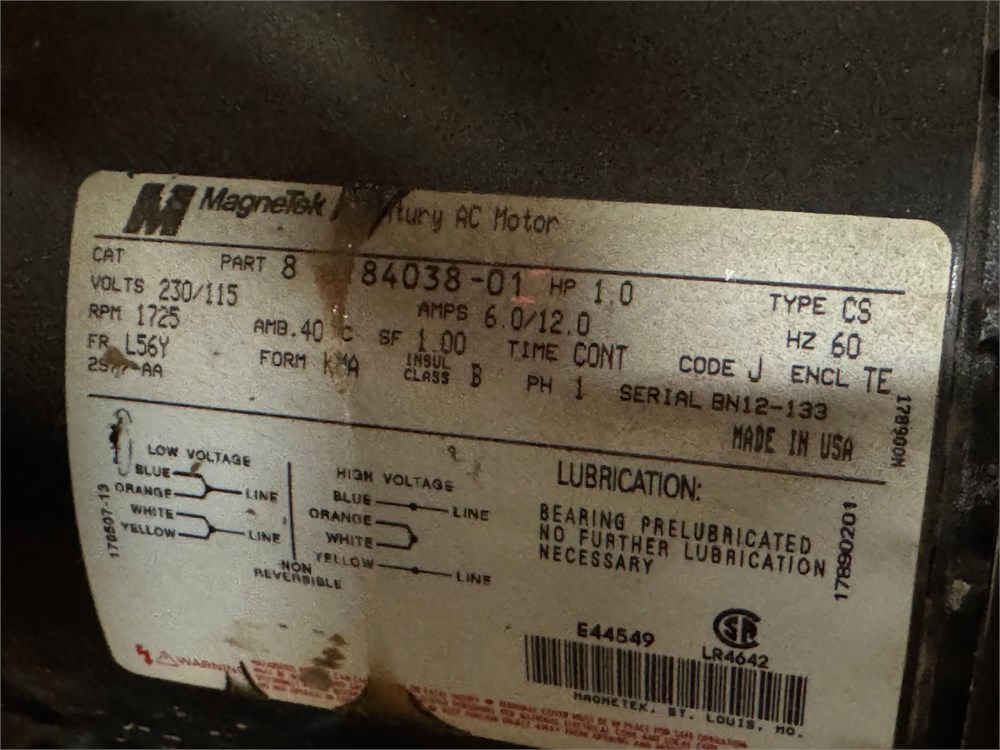 MagneTek
AC Motor
CAT PART 8 84038-01 HP 1.0 TYPE CS
VOLTS 230/115 AMPS 6.0/12.0 HZ 60
RPM 1725 AMB.40 C SF 1.00 TIME CONT CODE J ENCL TE
FR L56Y FORM INSUL CLASS B PH 1 SERIAL BN12-133
MADE IN USA
178900M
LOW VOLTAGE
BLUE
ORANGE LINE
WHITE
YELLOW LINE
170507-13
HIGH VOLTAGE
BLUE LINE
ORANGE
WHITE
YELLOW LINE
NON
REVERSIBLE
LUBRICATION:
BEARING PRELUBRICATED
NO FURTHER LUBRICATION
NECESSARY
17890201
E44549
LR4642
MAGNETEK, ST. LOUIS, MO.
WARNING